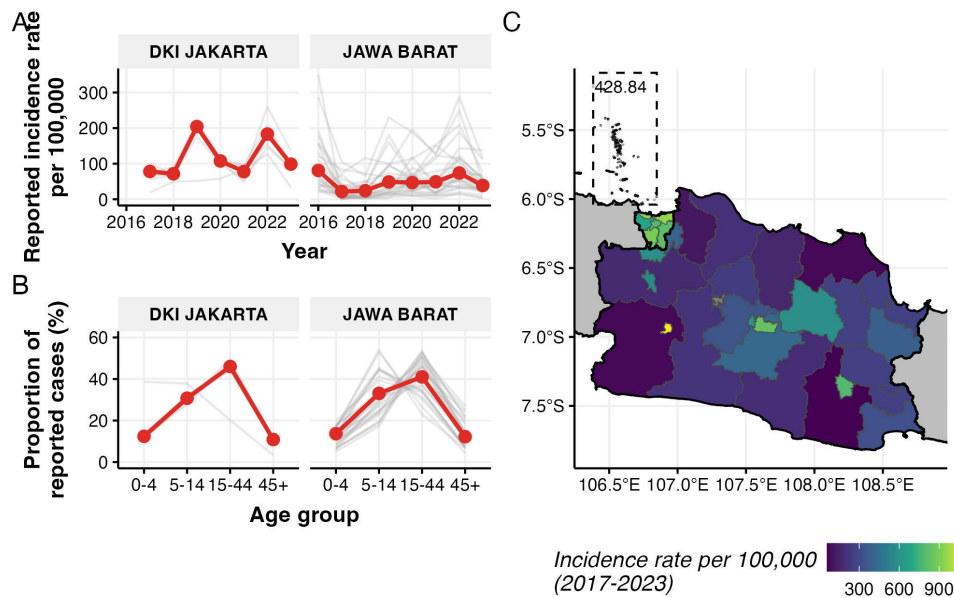 A
Reported incidence rate
per 100,000
DKI JAKARTA
JAWA BARAT
300
200
100
0
2016 2018 2020 2022 2016 2018 2020 2022
Year
B
Proportion of
reported cases (%)
DKI JAKARTA
JAWA BARAT
60
40
20
0
0-4 5-14 15-44 45+ 0-4 5-14 15-44 45+
Age group
C
428.84
5.5°S
6.0°S
6.5°S
7.0°S
7.5°S
106.5°E 107.0°E 107.5°E 108.0°E 108.5°E
Incidence rate per 100,000
(2017-2023)
300 600 900